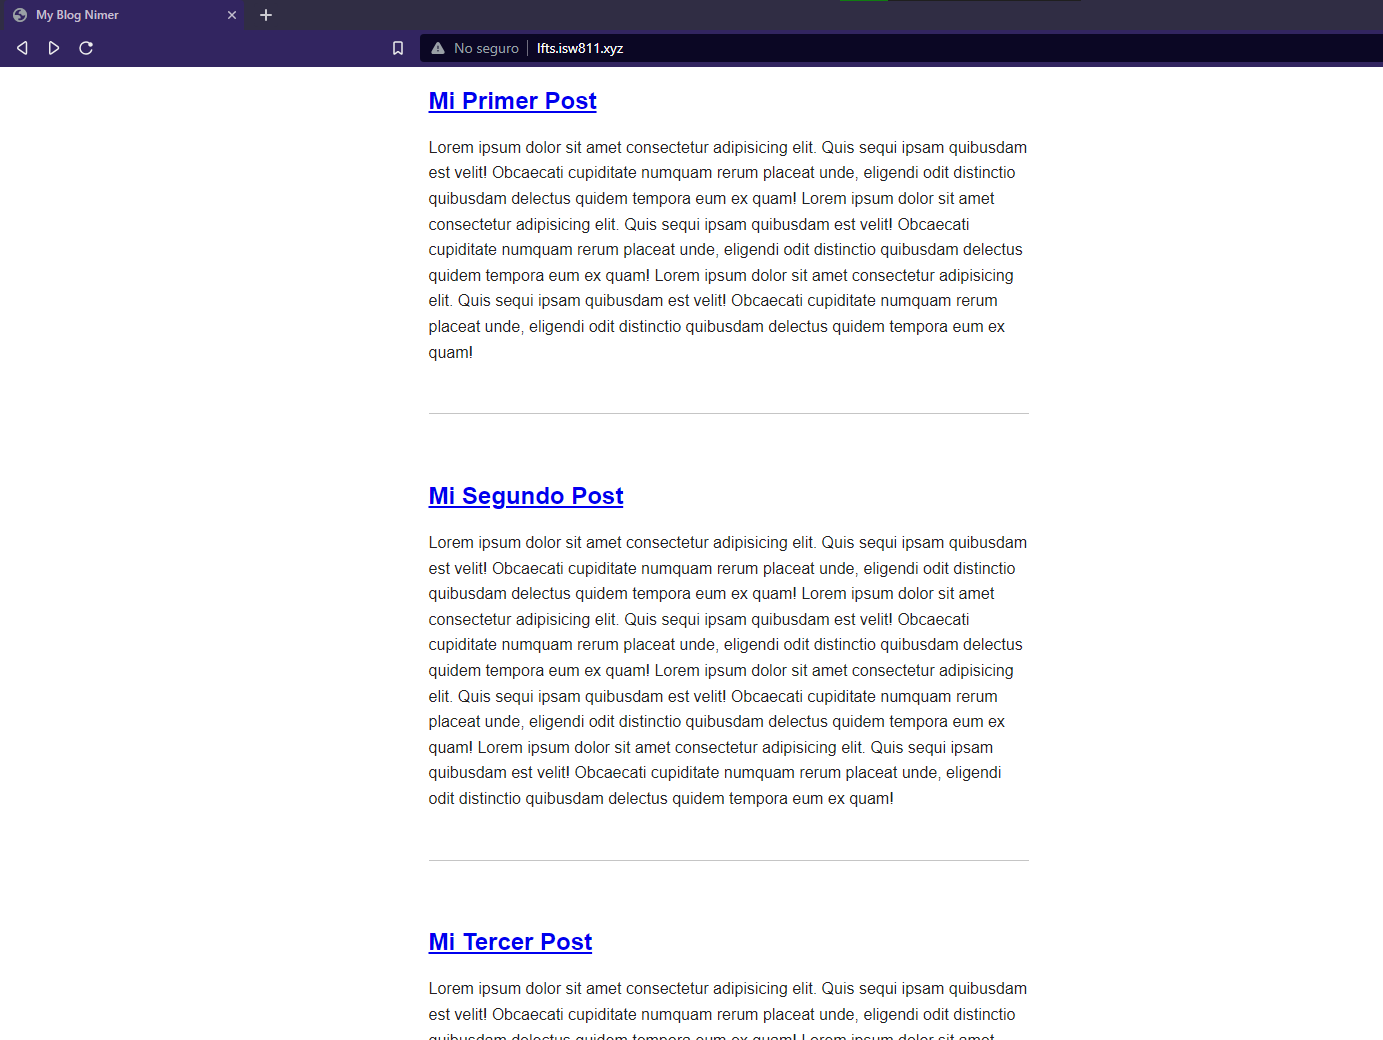 My Blog Nimer
No seguro lfts.isw811.xyz
Mi Primer Post
Lorem ipsum dolor sit amet consectetur adipisicing elit. Quis sequi ipsam quibusdam
est velit! Obcaecati cupiditate numquam rerum placeat unde, eligendi odit distinctio
quibusdam delectus quidem tempora eum ex quam! Lorem ipsum dolor sit amet
consectetur adipisicing elit. Quis sequi ipsam quibusdam est velit! Obcaecati
cupiditate numquam rerum placeat unde, eligendi odit distinctio quibusdam delectus
quidem tempora eum ex quam! Lorem ipsum dolor sit amet consectetur adipisicing
elit. Quis sequi ipsam quibusdam est velit! Obcaecati cupiditate numquam rerum
placeat unde, eligendi odit distinctio quibusdam delectus quidem tempora eum ex
quam!
Mi Segundo Post
Lorem ipsum dolor sit amet consectetur adipisicing elit. Quis sequi ipsam quibusdam
est velit! Obcaecati cupiditate numquam rerum placeat unde, eligendi odit distinctio
quibusdam delectus quidem tempora eum ex quam! Lorem ipsum dolor sit amet
consectetur adipisicing elit. Quis sequi ipsam quibusdam est velit! Obcaecati
cupiditate numquam rerum placeat unde, eligendi odit distinctio quibusdam delectus
quidem tempora eum ex quam! Lorem ipsum dolor sit amet consectetur adipisicing
elit. Quis sequi ipsam quibusdam est velit! Obcaecati cupiditate numquam rerum
placeat unde, eligendi odit distinctio quibusdam delectus quidem tempora eum ex
quam! Lorem ipsum dolor sit amet consectetur adipisicing elit. Quis sequi ipsam
quibusdam est velit! Obcaecati cupiditate numquam rerum placeat unde, eligendi
odit distinctio quibusdam delectus quidem tempora eum ex quam!
Mi Tercer Post
Lorem ipsum dolor sit amet consectetur adipisicing elit. Quis sequi ipsam quibusdam
est velit! Obcaecati cupiditate numquam rerum placeat unde, eligendi odit distinctio
quibusdam delectus quidem tempora eum ex quam! Lorem ipsum dolor sit amet